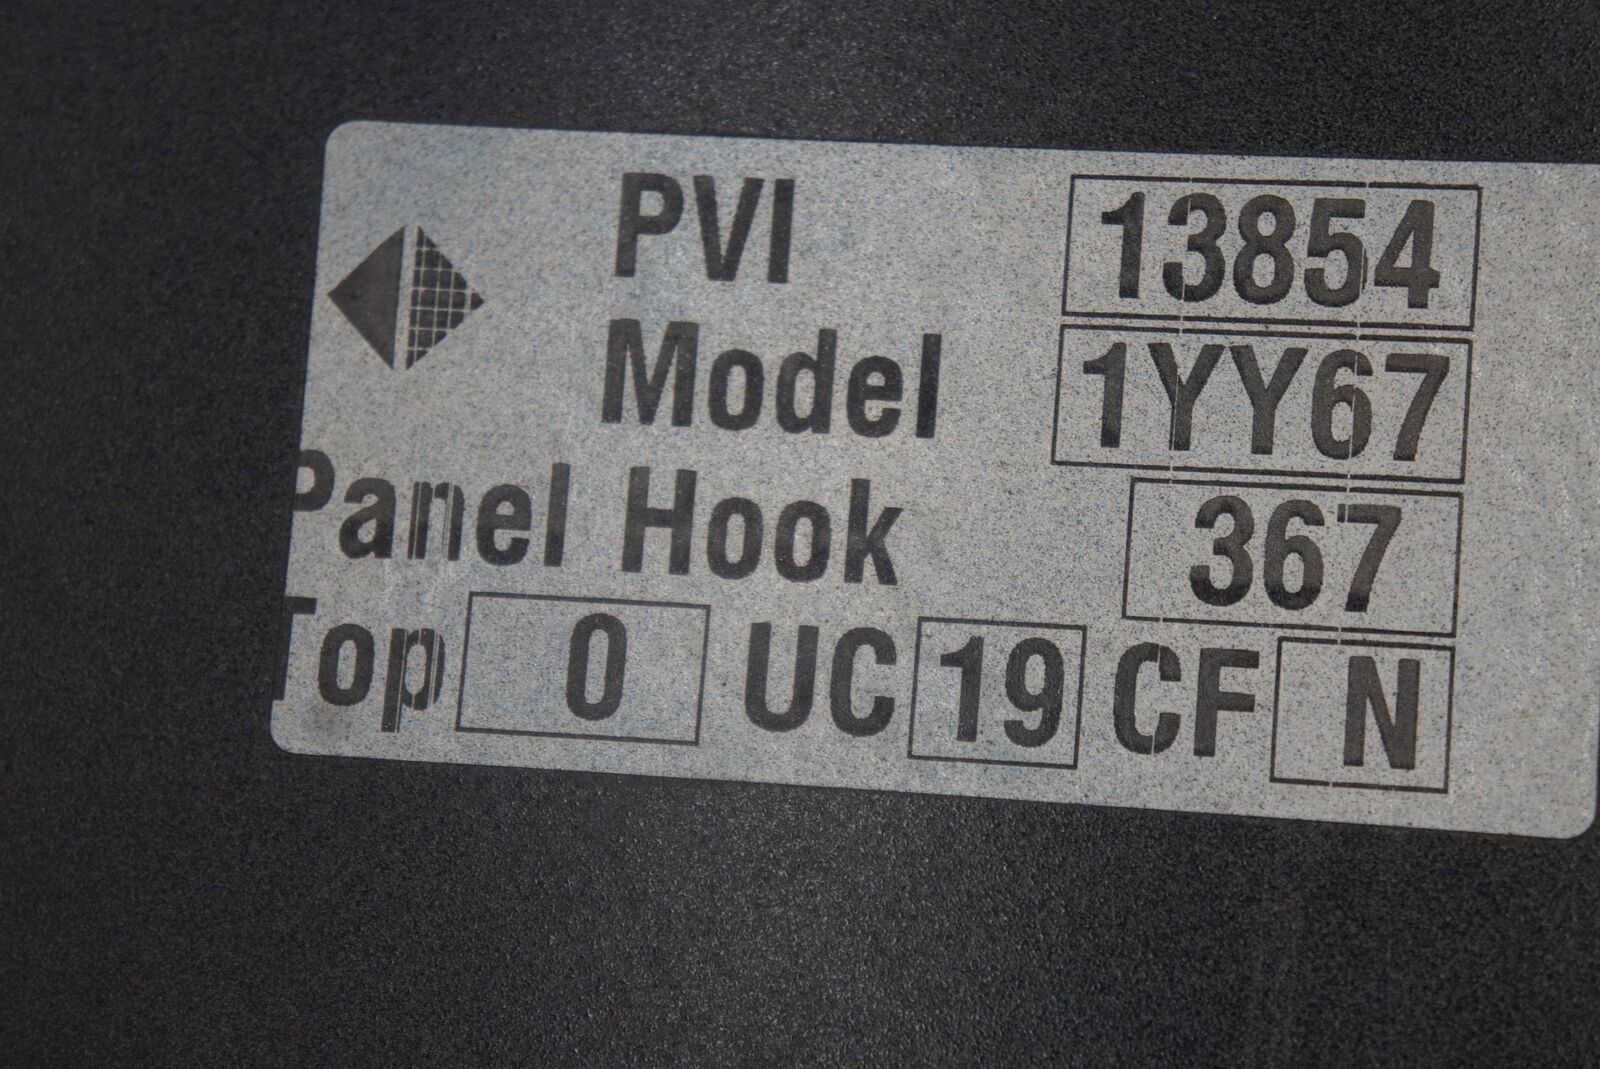 PVI 13854
Model 1YY67
Panel Hook 367
Top 0 UC 19 CF N